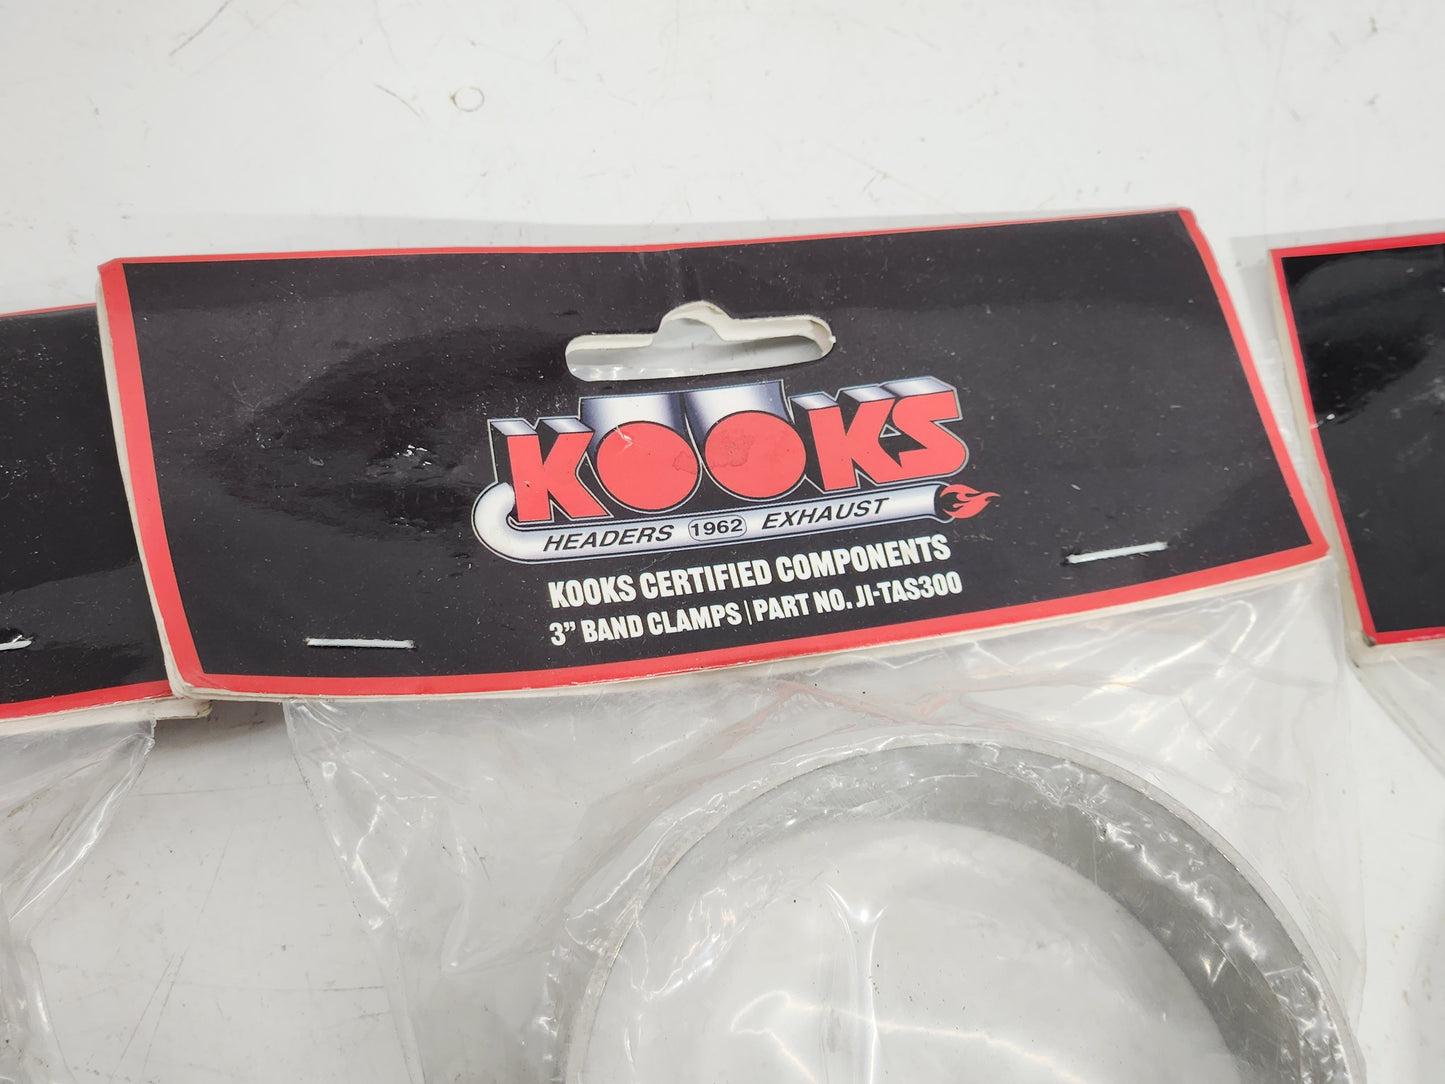 KOOKS
HEADERS 1962 EXHAUST
KOOKS CERTIFIED COMPONENTS
3" BAND CLAMPS | PART NO. JI-TAS300